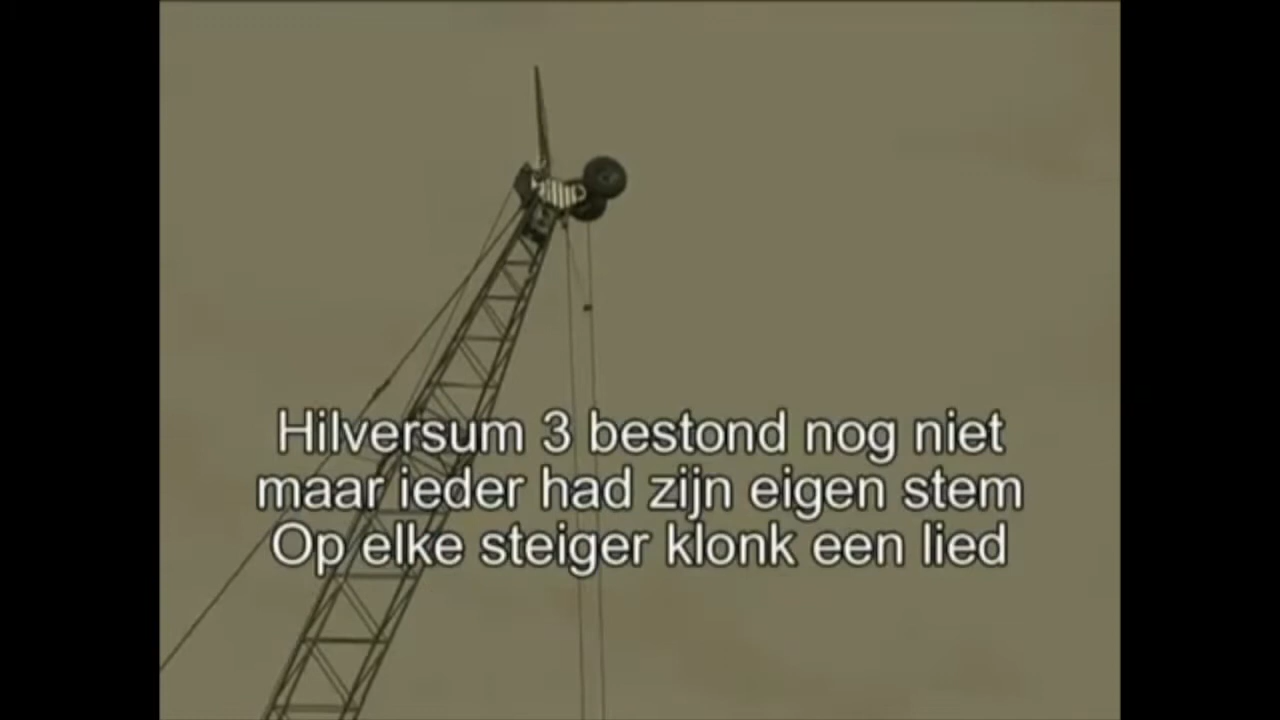 Hilversum 3 bestond nog niet
maar ieder had zijn eigen stem
Op elke steiger klonk een lied